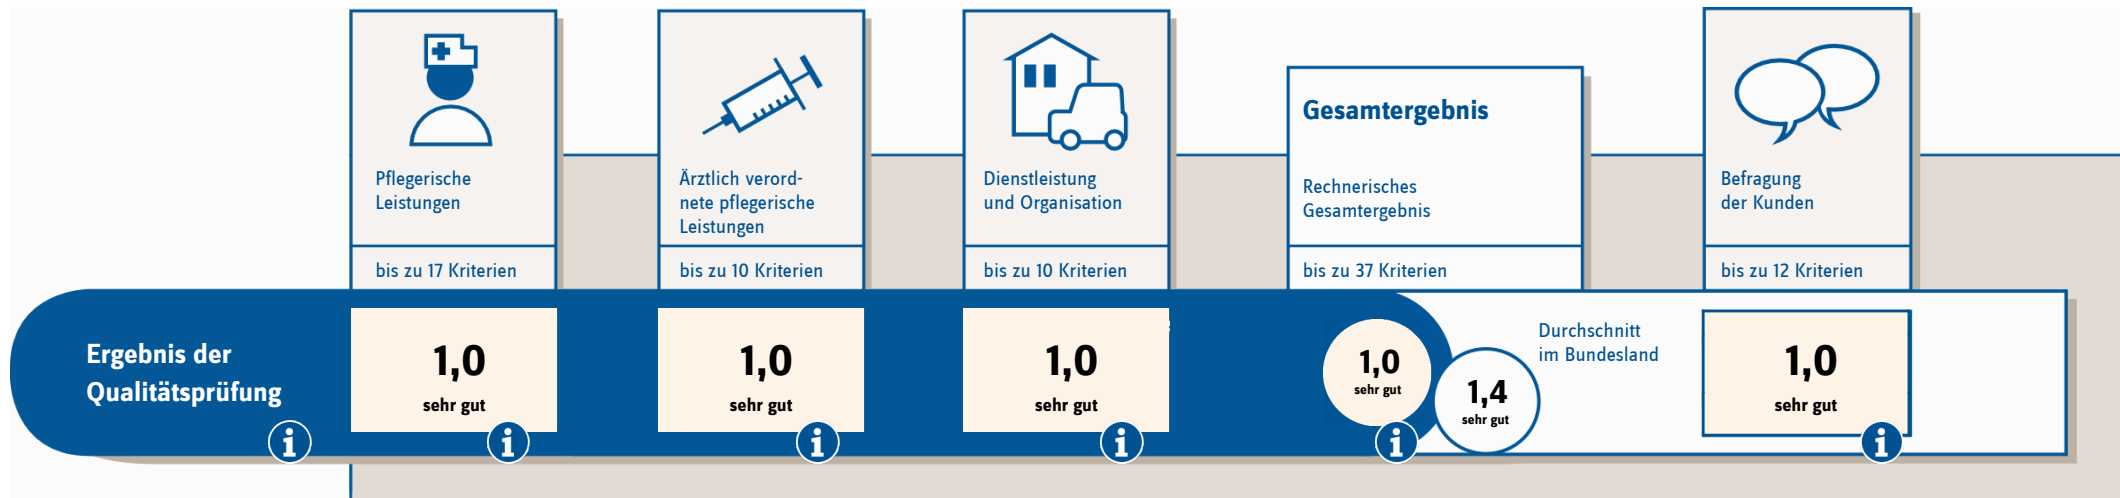 Pflegerische
Leistungen
bis zu 17 Kriterien
Ärztlich verord-
nete pflegerische
Leistungen
bis zu 10 Kriterien
Dienstleistung
und Organisation
bis zu 10 Kriterien
Gesamtergebnis
Rechnerisches
Gesamtergebnis
bis zu 37 Kriterien
Befragung
der Kunden
bis zu 12 Kriterien
Ergebnis der
Qualitätsprüfung
i
1,0
sehr gut
i
1,0
sehr gut
i
1,0
sehr gut
i
1,0
sehr gut
i
1,4
sehr gut
Durchschnitt
im Bundesland
1,0
sehr gut
i